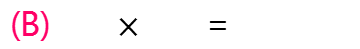 (B) × =